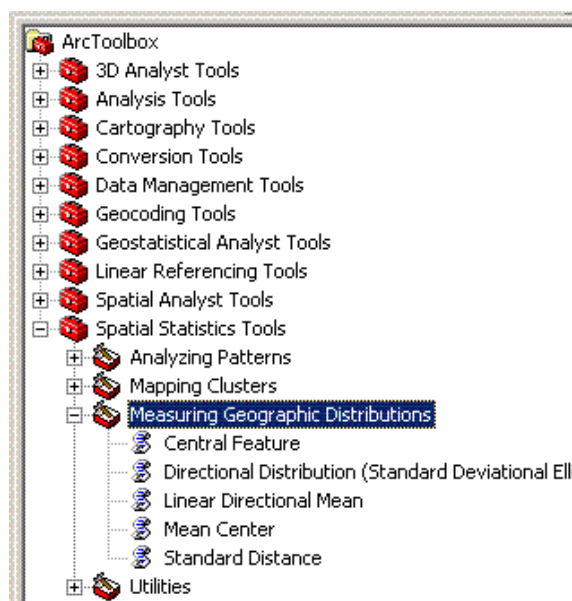 ArcToolbox
3D Analyst Tools
Analysis Tools
Cartography Tools
Conversion Tools
Data Management Tools
Geocoding Tools
Geostatistical Analyst Tools
Linear Referencing Tools
Spatial Analyst Tools
Spatial Statistics Tools
Analyzing Patterns
Mapping Clusters
Measuring Geographic Distributions
Central Feature
Directional Distribution (Standard Deviational Ell
Linear Directional Mean
Mean Center
Standard Distance
Utilities